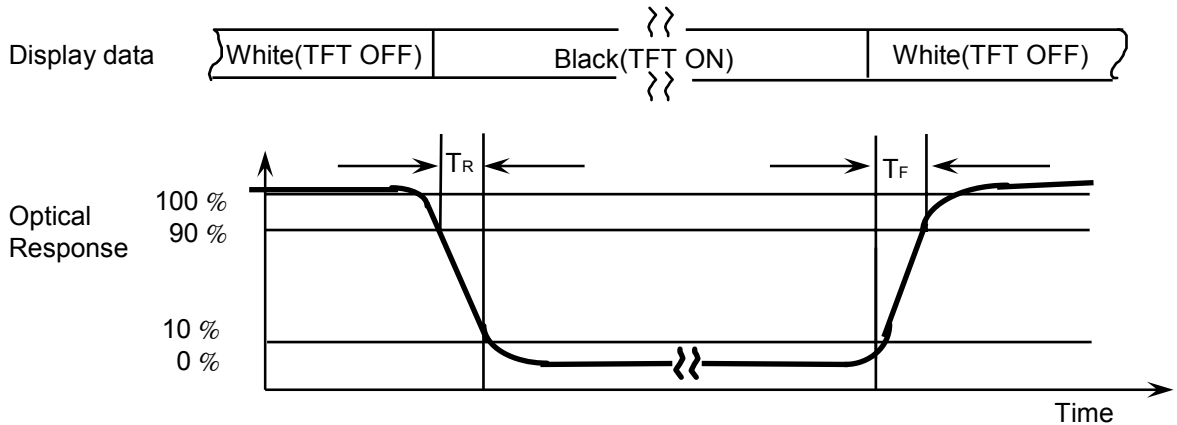 Display data
White(TFT OFF)
Black(TFT ON)
White(TFT OFF)
TR
TF
Optical
Response
100 %
90 %
10 %
0 %
Time